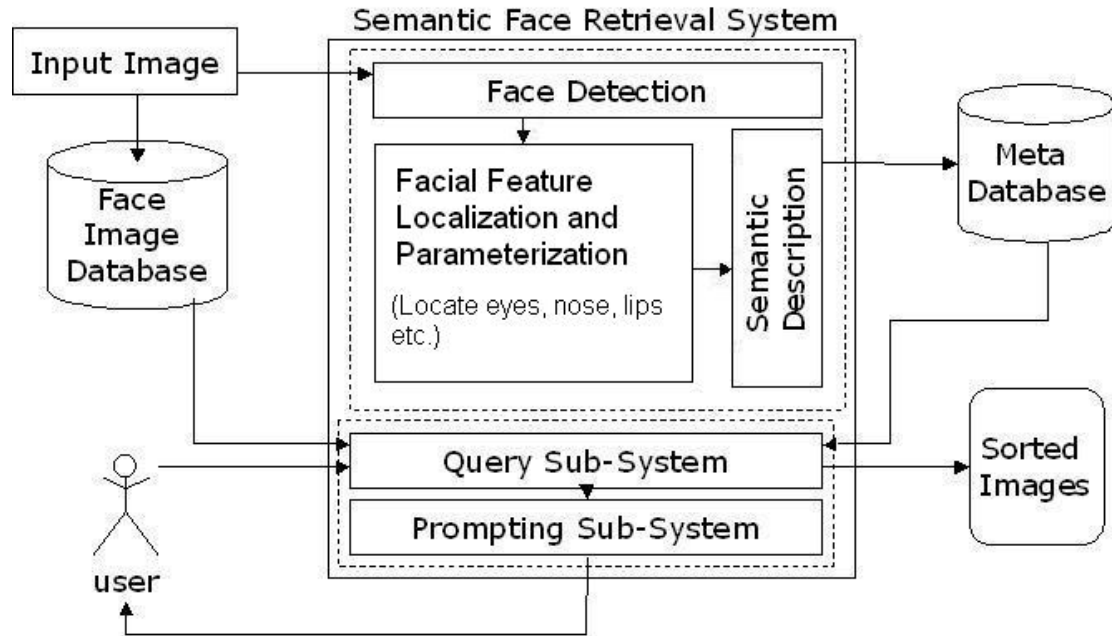 Semantic Face Retrieval System
Input Image
Face Detection
Face
Image
Database
Facial Feature
Localization and
Parameterization
(Locate eyes, nose, lips
etc.)
Semantic
Description
Meta
Database
Query Sub-System
Prompting Sub-System
Sorted
Images
user